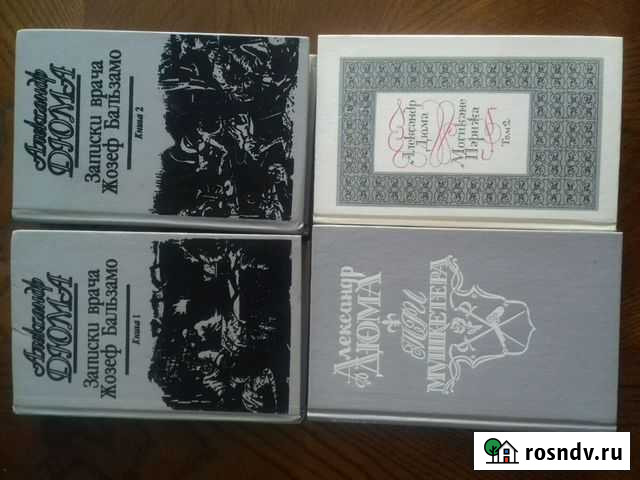 Александр
ДЮМА
Записки врача
Жозеф Бальзамо
Книга 2
Александр
Дюма
Могикане
Парижа
Том 2
Александр
ДЮМА
Записки врача
Жозеф Бальзамо
Книга 1
Александр
ДЮМА
ТРИ
МУШКЕТЕРА
rosndv.ru